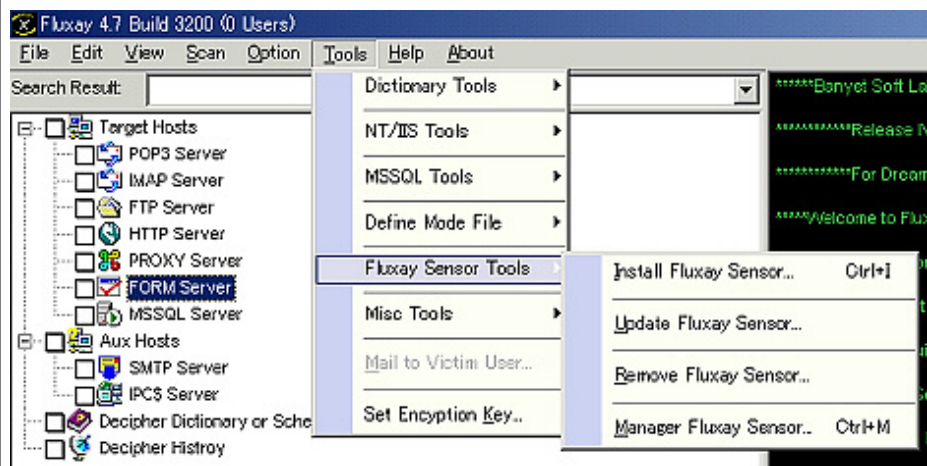 Fluxay 4.7 Build 3200 (0 Users)
File Edit View Scan Option Tools Help About
Search Result:
Target Hosts
POP3 Server
IMAP Server
FTP Server
HTTP Server
PROXY Server
FORM Server
MSSQL Server
Aux Hosts
SMTP Server
IPC$ Server
Decipher Dictionary or Sche
Decipher Histroy
Dictionary Tools
NT/IIS Tools
MSSQL Tools
Define Mode File
Fluxay Sensor Tools
Misc Tools
Mail to Victim User...
Set Encyption Key...
Install Fluxay Sensor... Ctrl+I
Update Fluxay Sensor...
Remove Fluxay Sensor...
Manager Fluxay Sensor... Ctrl+M
******Banyet Soft La
************Release
************For Dream
*****Welcome to Flux